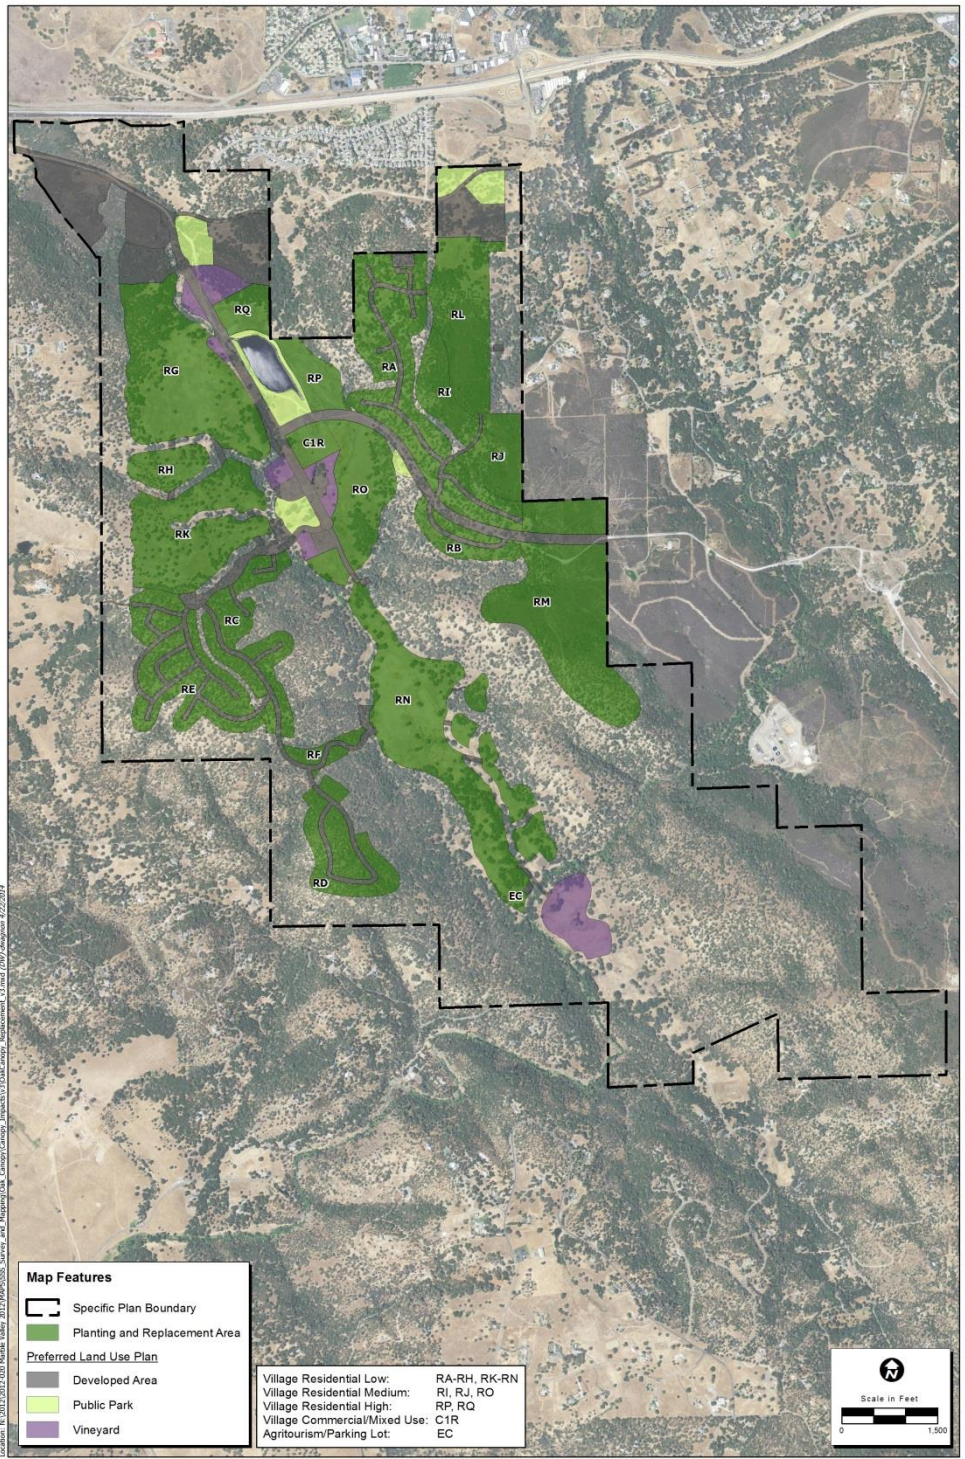 RQ
RL
RG
RA
RP
RI
C1R
RJ
RH
RO
RK
RB
RM
RC
RE
RN
RF
RD
EC
Map Features
Specific Plan Boundary
Planting and Replacement Area
Preferred Land Use Plan
Developed Area
Public Park
Vineyard
Village Residential Low: RA-RH, RK-RN
Village Residential Medium: RI, RJ, RO
Village Residential High: RP, RQ
Village Commercial/Mixed Use: C1R
Agritourism/Parking Lot: EC
N
Scale in Feet
0 1,500